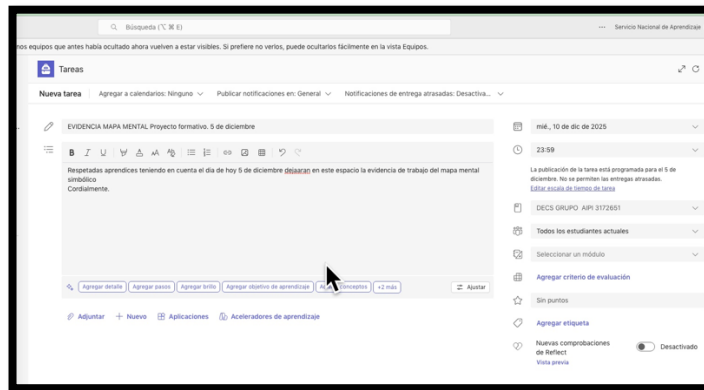 Búsqueda (⌥ ⌘ E)
Servicio Nacional de Aprendizaje
nos equipos que antes había ocultado ahora vuelven a estar visibles. Si prefiere no verlos, puede ocultarlos fácilmente en la vista Equipos.
Tareas
Nueva tarea Agregar a calendarios: Ninguno Publicar notificaciones en: General Notificaciones de entrega atrasadas: Desactiva...
EVIDENCIA MAPA MENTAL Proyecto formativo. 5 de diciembre
Respetadas aprendices teniendo en cuenta el dia de hoy 5 de diciembre dejaaran en este espacio la evidencia de trabajo del mapa mental
simbólico
Cordialmente.
Agregar detalle Agregar pasos Agregar brillo Agregar objetivo de aprendizaje conceptos +2 más Ajustar
Adjuntar Nuevo Aplicaciones Aceleradores de aprendizaje
mié., 10 de dic de 2025
23:59
La publicación de la tarea está programada para el 5 de
diciembre. No se permiten las entregas atrasadas.
Editar escala de tiempo de tarea
DECS GRUPO AIPI 3172651
Todos los estudiantes actuales
Seleccionar un módulo
Agregar criterio de evaluación
Sin puntos
Agregar etiqueta
Nuevas comprobaciones
de Reflect
Desactivado
Vista previa